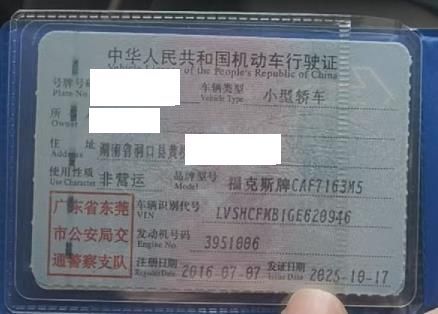 中华人民共和国机动车行驶证
Vehicle License of the People's Republic of China
号牌号码 车辆类型 小型轿车
Plate No. Vehicle Type
所
Owner
住 址 湖南省洞口县黄桥
Address
使用性质 非营运 品牌型号 福克斯牌CAF7163M5
Use Character Model
广东省东莞 车辆识别代号 LVSHCFMB1GE620946
市公安局交 VIN
通警察支队 发动机号码 3951006
Engine No.
注册日期 2016-07-07 发证日期 2025-10-17
Register Date Issue Date